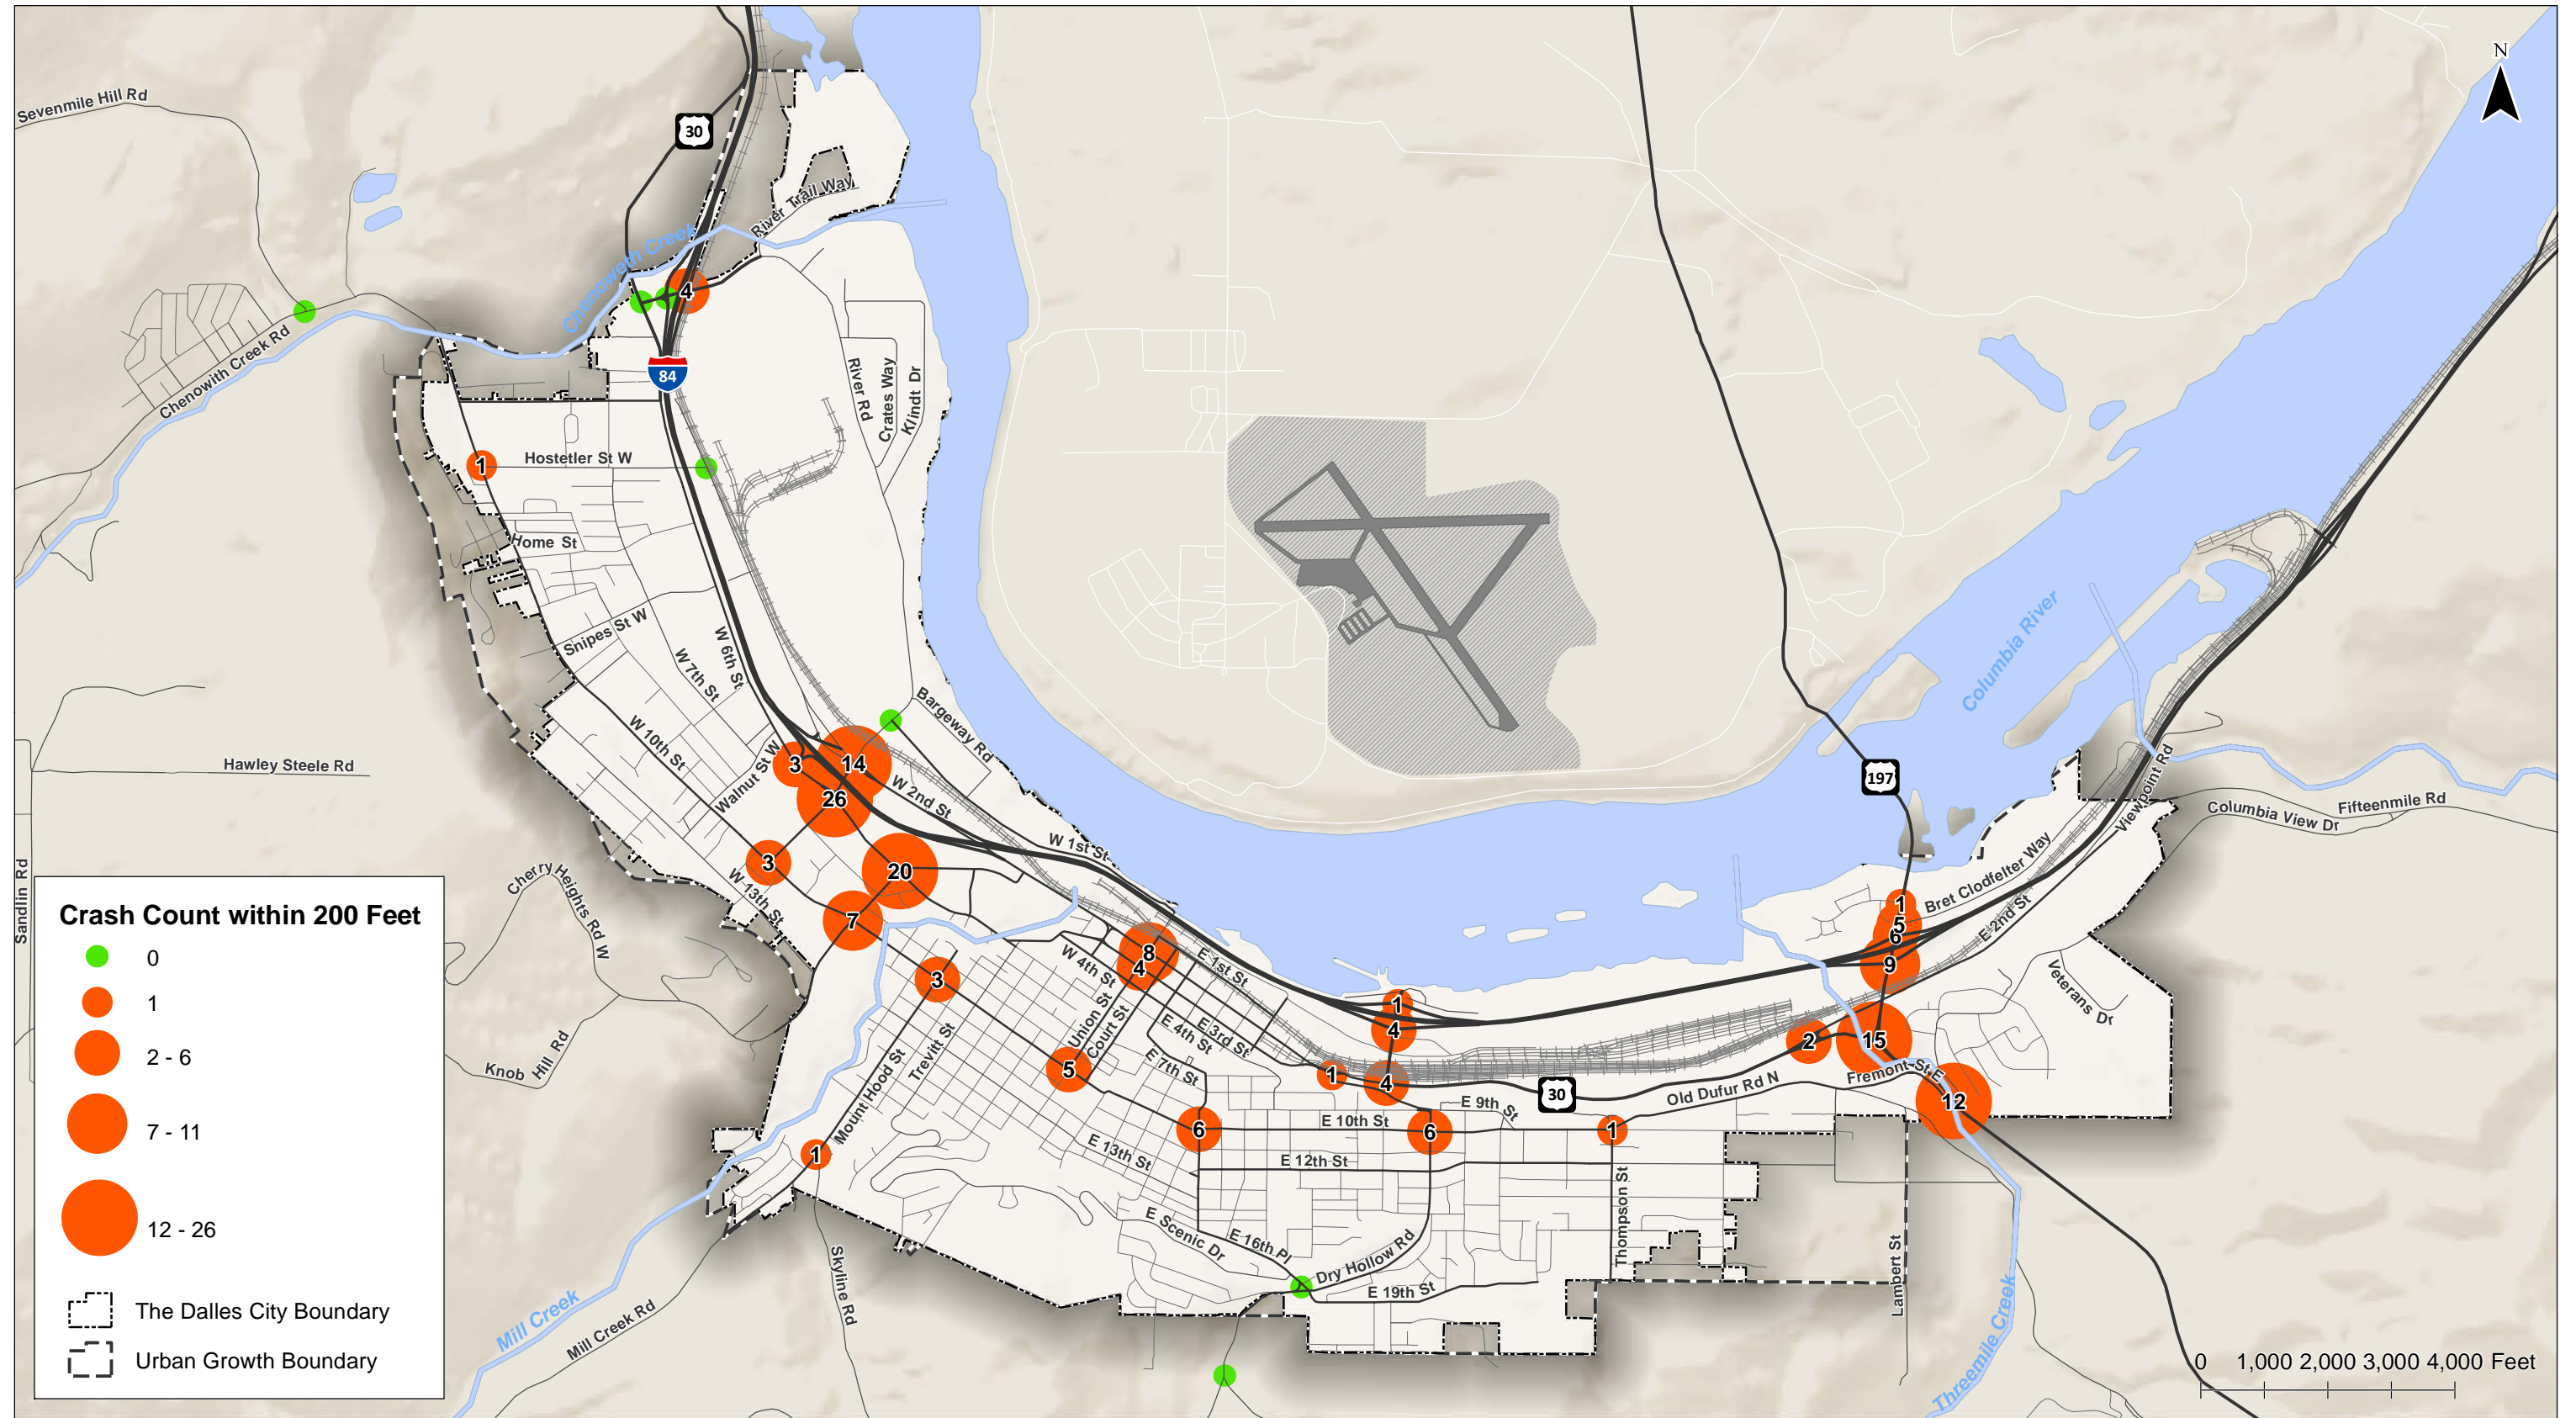 N
Sevenmile Hill Rd
30
River Trail Way
Chenoweth Creek
4
Chenowith Creek Rd
84
River Rd
Crates Way
Klindt Dr
1
Hostetler St W
Home St
Snipes St W
W 7th St
W 6th St
Columbia River
Bargeway Rd
W 10th St
Walnut St W
Hawley Steele Rd
3
14
26
W 2nd St
197
Viewpoint Rd
Columbia View Dr
Fifteenmile Rd
W 1st St
3
20
Cherry Heights Rd W
W 13th St
7
Sandlin Rd
1
5
6
9
Bret Clodfelter Way
E 2nd St
8
4
W 4th St
E 1st St
3
Veterans Dr
1
4
Union St
Court St
E 4th St
E 3rd St
Trevitt St
Mount Hood St
Knob Hill Rd
5
E 7th St
1
4
30
2
15
Old Dufur Rd N
Fremont St E
12
E 9th St
6
E 10th St
6
1
E 13th St
E 12th St
1
Thompson St
E Scenic Dr
E 16th Pl
Dry Hollow Rd
E 19th St
Lambert St
Skyline Rd
Mill Creek
Mill Creek Rd
Threemile Creek
Crash Count within 200 Feet
0
1
2 - 6
7 - 11
12 - 26
The Dalles City Boundary
Urban Growth Boundary
0 1,000 2,000 3,000 4,000 Feet